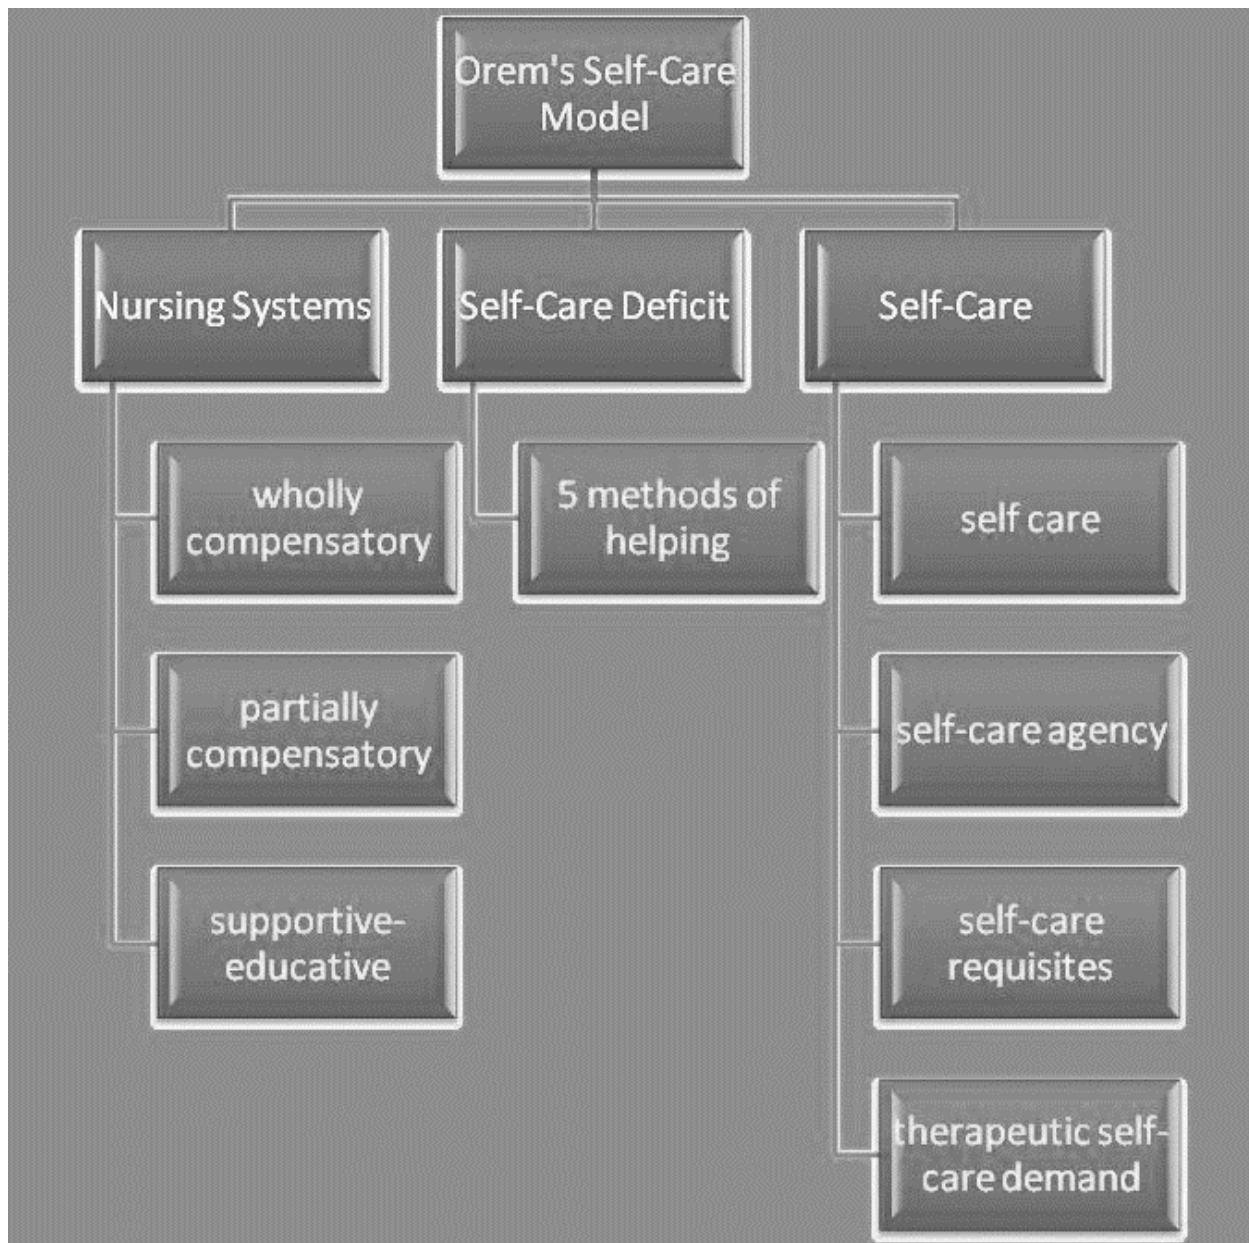 Orem's Self-Care
Model
Nursing Systems
Self-Care Deficit
Self-Care
wholly
compensatory
5 methods of
helping
self care
partially
compensatory
self-care agency
supportive-
educative
self-care
requisites
therapeutic self-
care demand